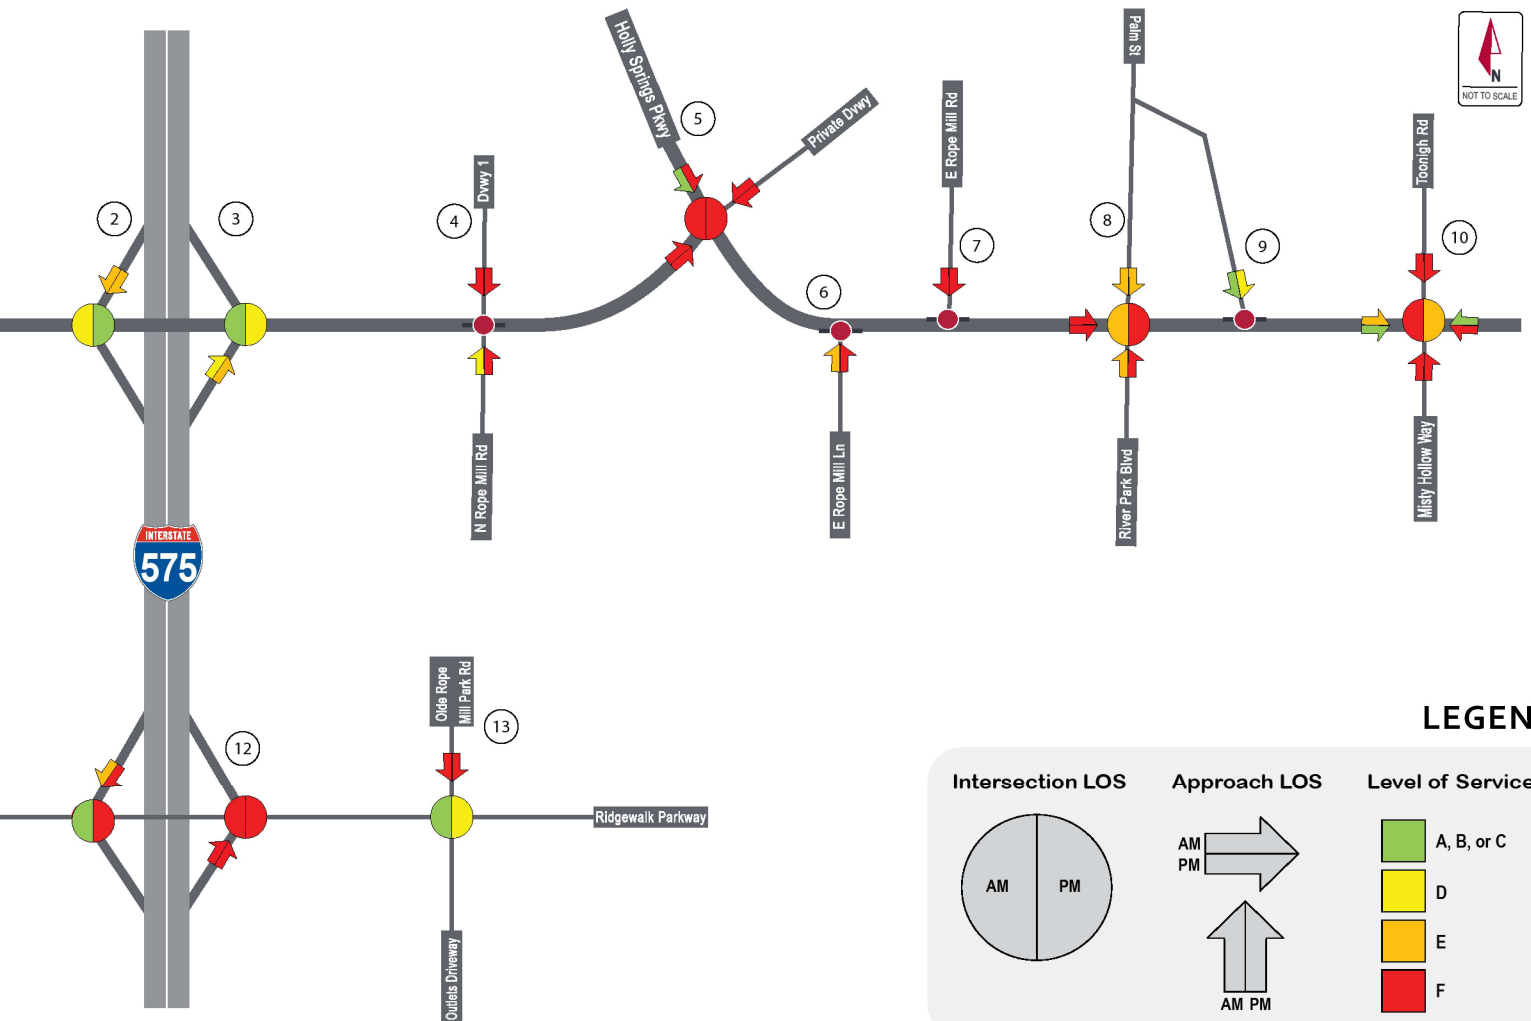 Holly Springs Pkwy
Palm St
N
NOT TO SCALE
5
Private Dvwy
E Rope Mill Rd
Toonigh Rd
Dvwy 1
2
3
4
8
7
9
10
6
N Rope Mill Rd
E Rope Mill Ln
River Park Blvd
Misty Hollow Way
INTERSTATE
575
Olde Rope
Mill Park Rd
13
12
Ridgewalk Parkway
Outlets Driveway
LEGEN
Intersection LOS
Approach LOS
Level of Service
AM
PM
AM
PM
AM PM
A, B, or C
D
E
F